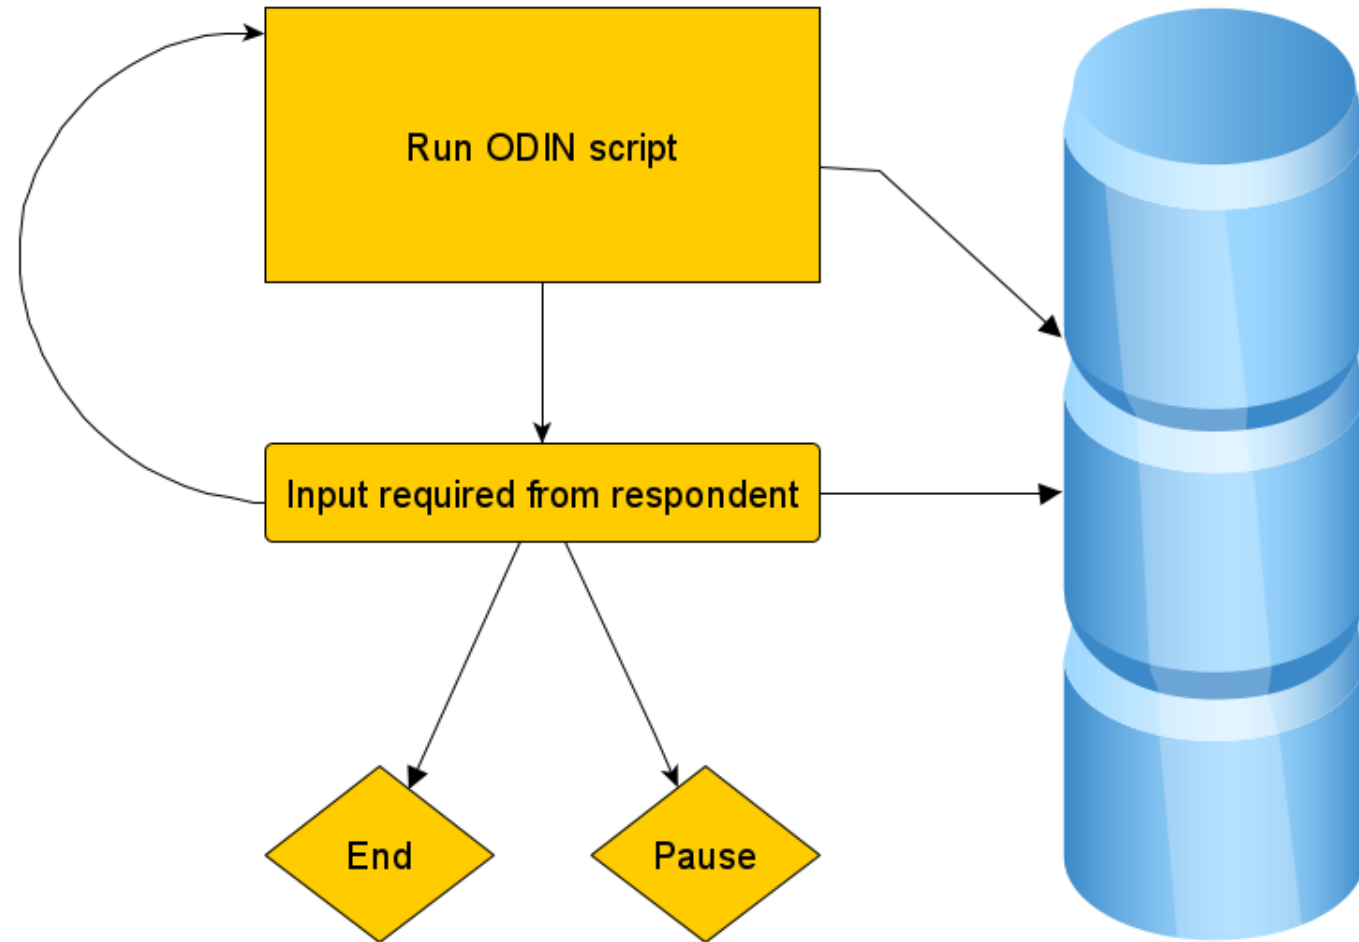 Run ODIN script
Input required from respondent
End
Pause